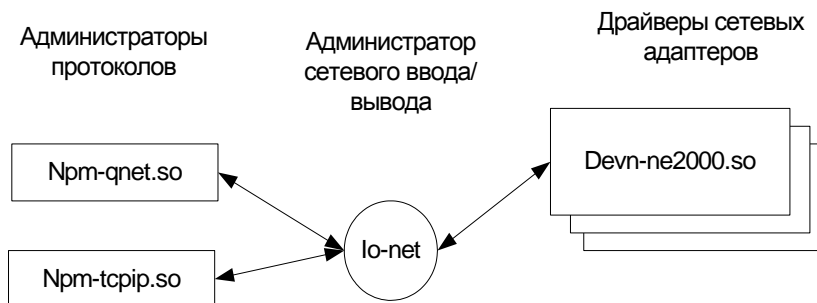 Администраторы
протоколов
Администратор
сетевого ввода/
вывода
Драйверы сетевых
адаптеров
Npm-qnet.so
Npm-tcpip.so
Io-net
Devn-ne2000.so